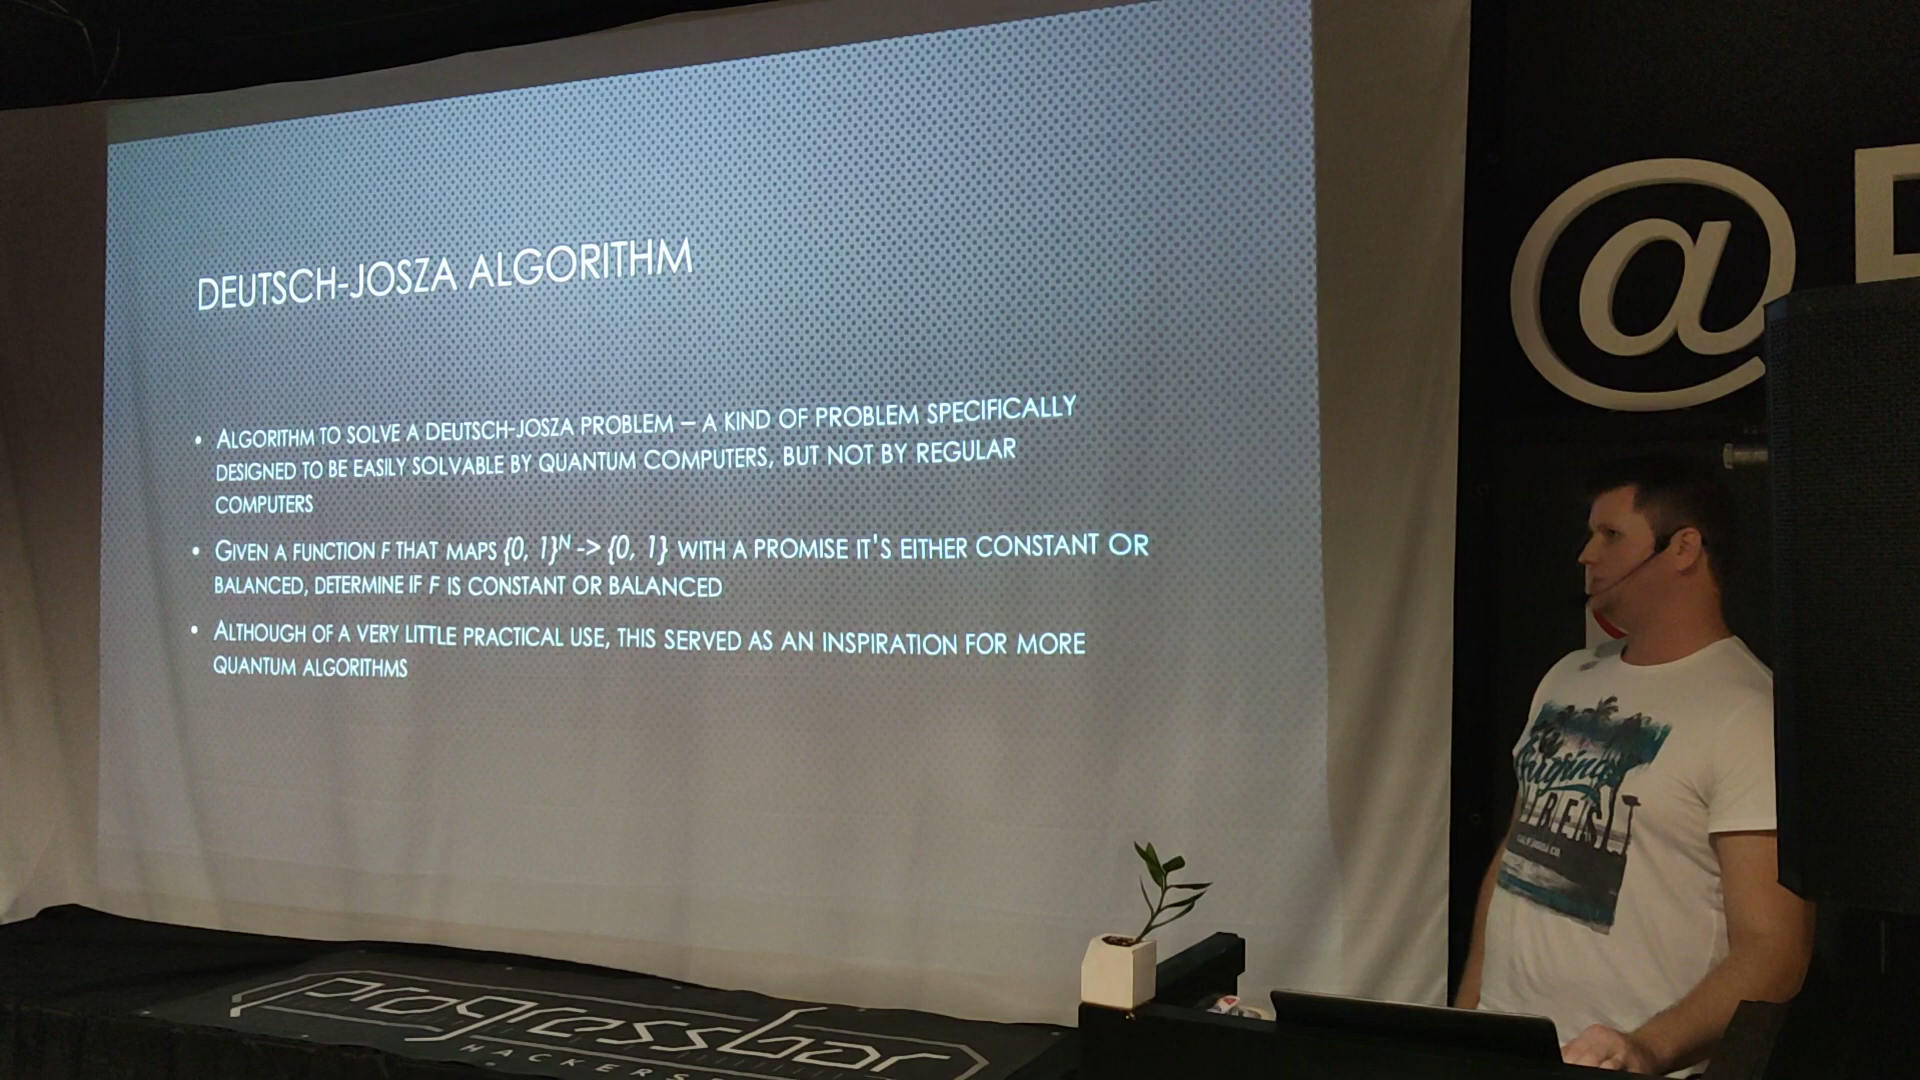 DEUTSCH-JOSZA ALGORITHM
• ALGORITHM TO SOLVE A DEUTSCH-JOSZA PROBLEM – A KIND OF PROBLEM SPECIFICALLY
DESIGNED TO BE EASILY SOLVABLE BY QUANTUM COMPUTERS, BUT NOT BY REGULAR
COMPUTERS
• GIVEN A FUNCTION F THAT MAPS {0, 1}ᴺ -> {0, 1} WITH A PROMISE IT'S EITHER CONSTANT OR
BALANCED, DETERMINE IF F IS CONSTANT OR BALANCED
• ALTHOUGH OF A VERY LITTLE PRACTICAL USE, THIS SERVED AS AN INSPIRATION FOR MORE
QUANTUM ALGORITHMS
@
progressbar
HACKERS